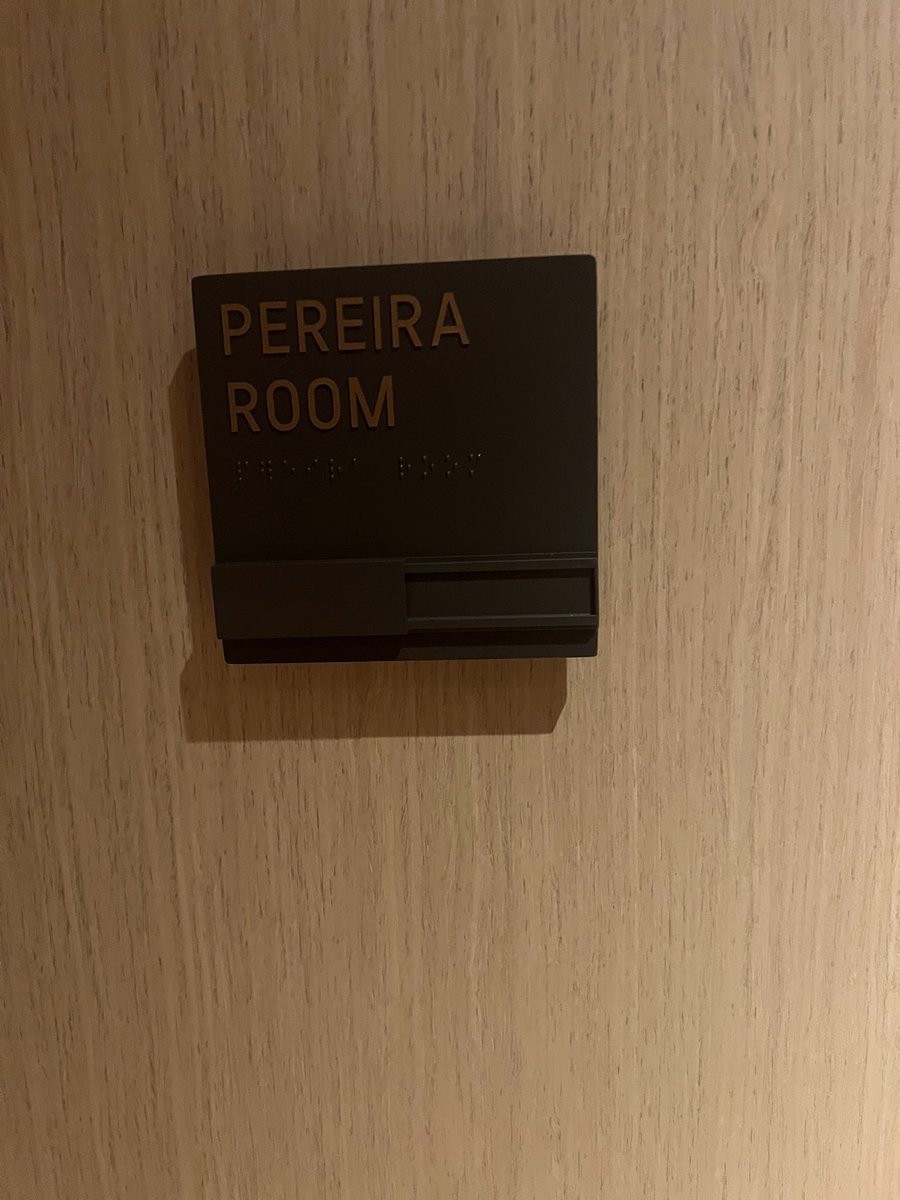 PEREIRA
ROOM
⠏⠻⠑⠊⠗⠁ ⠗⠕⠕⠍